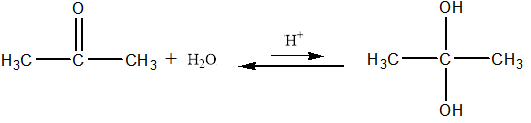 O OH
H₃C C CH₃ + H₂O H⁺ H₃C C CH₃
OH